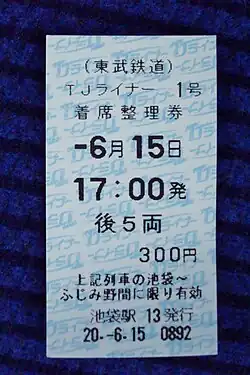 (東武鉄道)
TJライナー 1号
着席整理券
-6月15日
17:00発
後5両
300円
上記列車の池袋~
ふじみ野間に限り有効
池袋駅 13発行
20.-6.15 0892